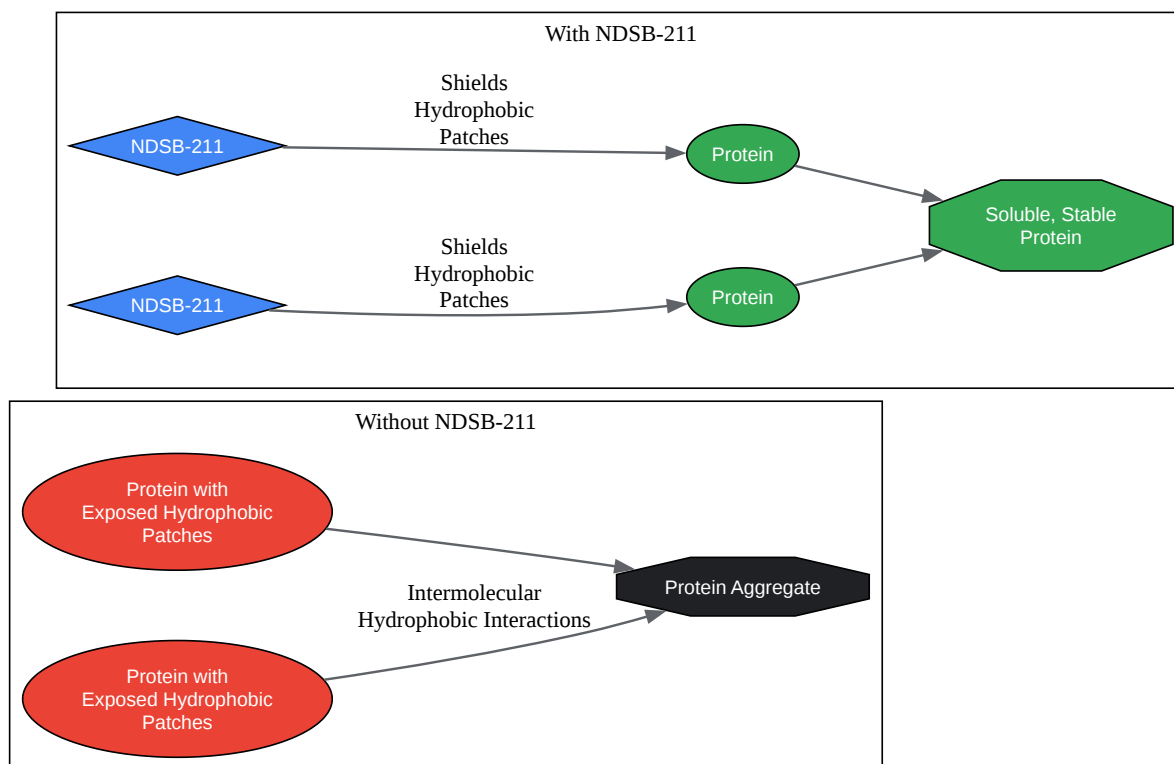 With NDSB-211
Shields
Hydrophobic
Patches
NDSB-211
Protein
Soluble, Stable
Protein
Shields
Hydrophobic
Patches
NDSB-211
Protein
Without NDSB-211
Protein with
Exposed Hydrophobic
Patches
Protein Aggregate
Intermolecular
Hydrophobic Interactions
Protein with
Exposed Hydrophobic
Patches